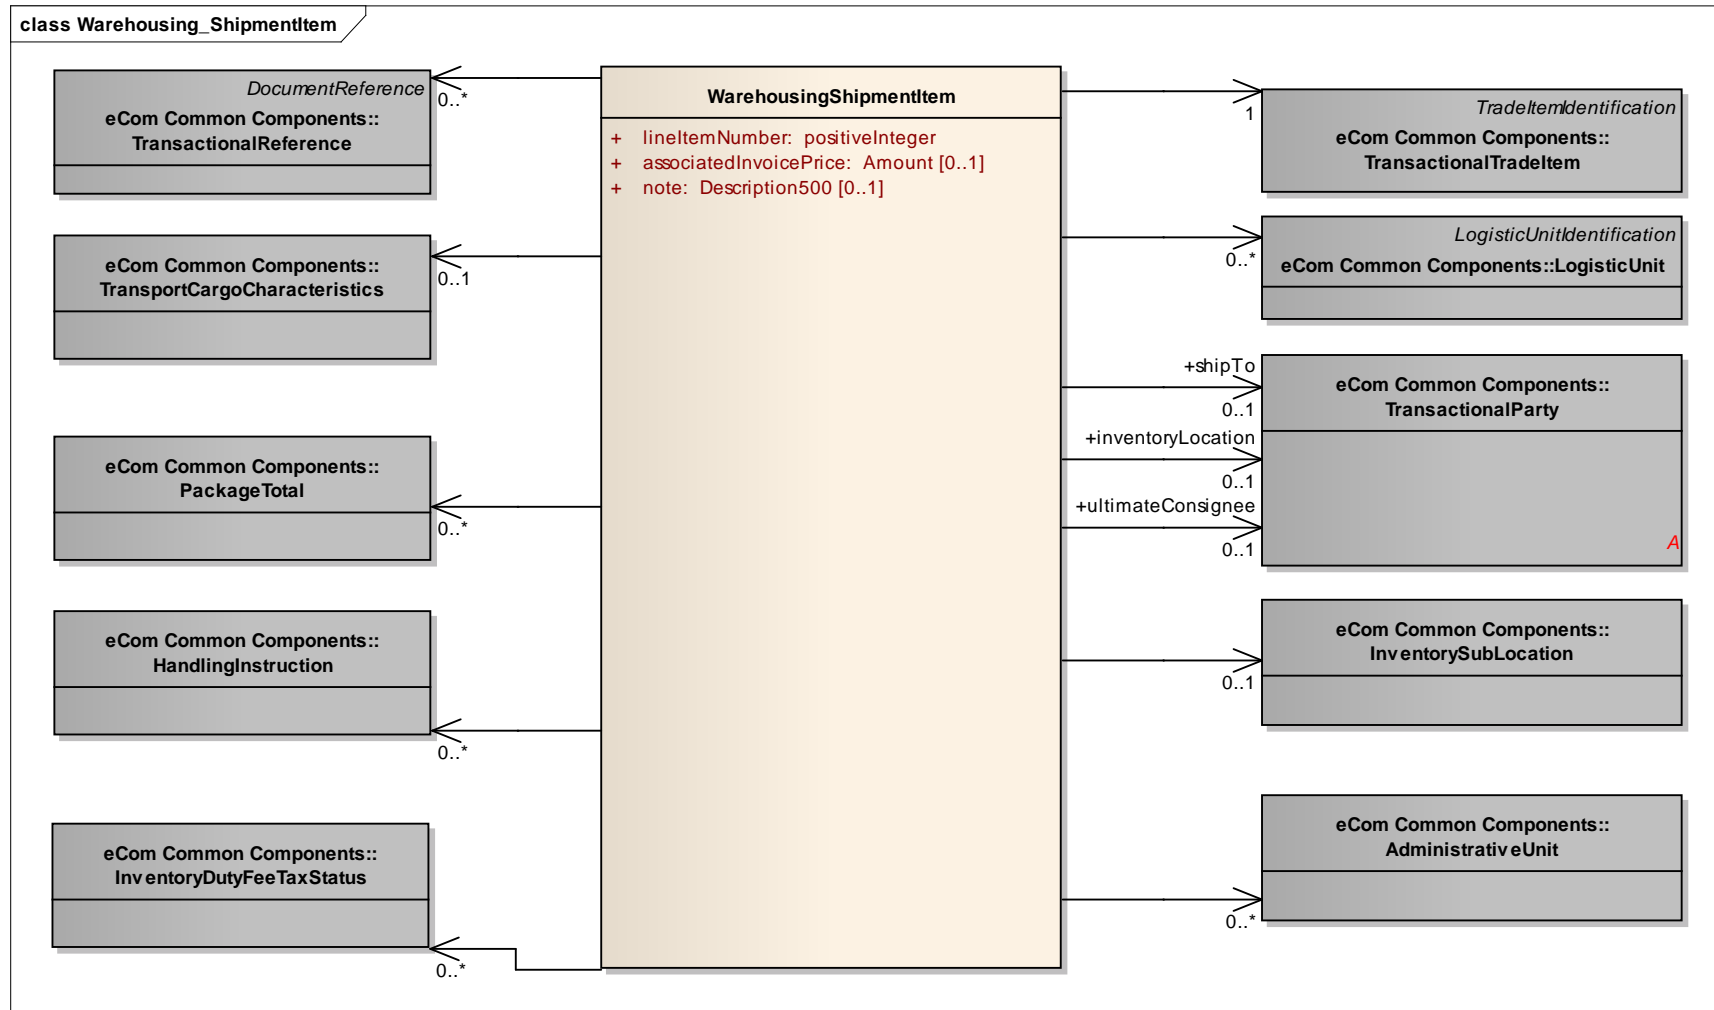 class Warehousing_ShipmentItem
DocumentReference
eCom Common Components::
TransactionalReference
0..*
eCom Common Components::
TransportCargoCharacteristics
0..1
eCom Common Components::
PackageTotal
0..*
eCom Common Components::
HandlingInstruction
0..*
eCom Common Components::
InventoryDutyFeeTaxStatus
0..*
WarehousingShipmentItem
+ lineItemNumber: positiveInteger
+ associatedInvoicePrice: Amount [0..1]
+ note: Description500 [0..1]
1
TradeItemIdentification
eCom Common Components::
TransactionalTradeItem
0..*
LogisticUnitIdentification
eCom Common Components::LogisticUnit
+shipTo
0..1
+inventoryLocation
0..1
+ultimateConsignee
0..1
eCom Common Components::
TransactionalParty
A
0..1
eCom Common Components::
InventorySubLocation
0..*
eCom Common Components::
AdministrativeUnit